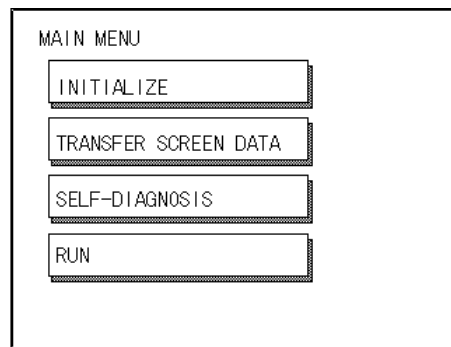 MAIN MENU
INITIALIZE
TRANSFER SCREEN DATA
SELF-DIAGNOSIS
RUN